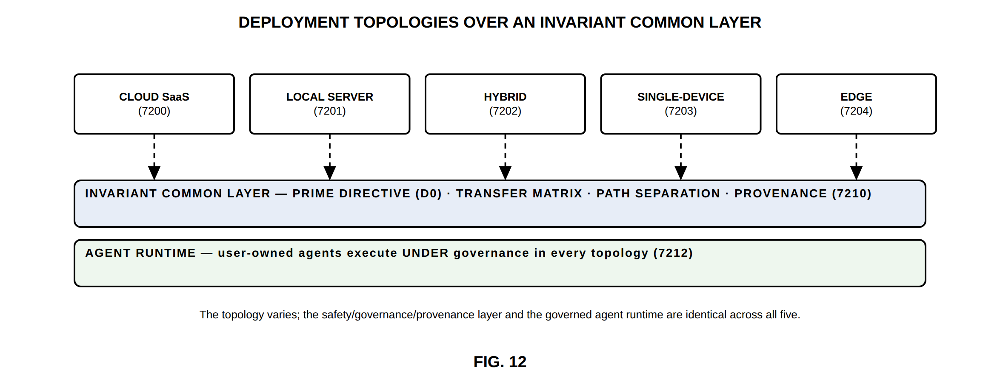 DEPLOYMENT TOPOLOGIES OVER AN INVARIANT COMMON LAYER
CLOUD SaaS
(7200)
LOCAL SERVER
(7201)
HYBRID
(7202)
SINGLE-DEVICE
(7203)
EDGE
(7204)
INVARIANT COMMON LAYER — PRIME DIRECTIVE (D0) · TRANSFER MATRIX · PATH SEPARATION · PROVENANCE (7210)
AGENT RUNTIME — user-owned agents execute UNDER governance in every topology (7212)
The topology varies; the safety/governance/provenance layer and the governed agent runtime are identical across all five.
FIG. 12